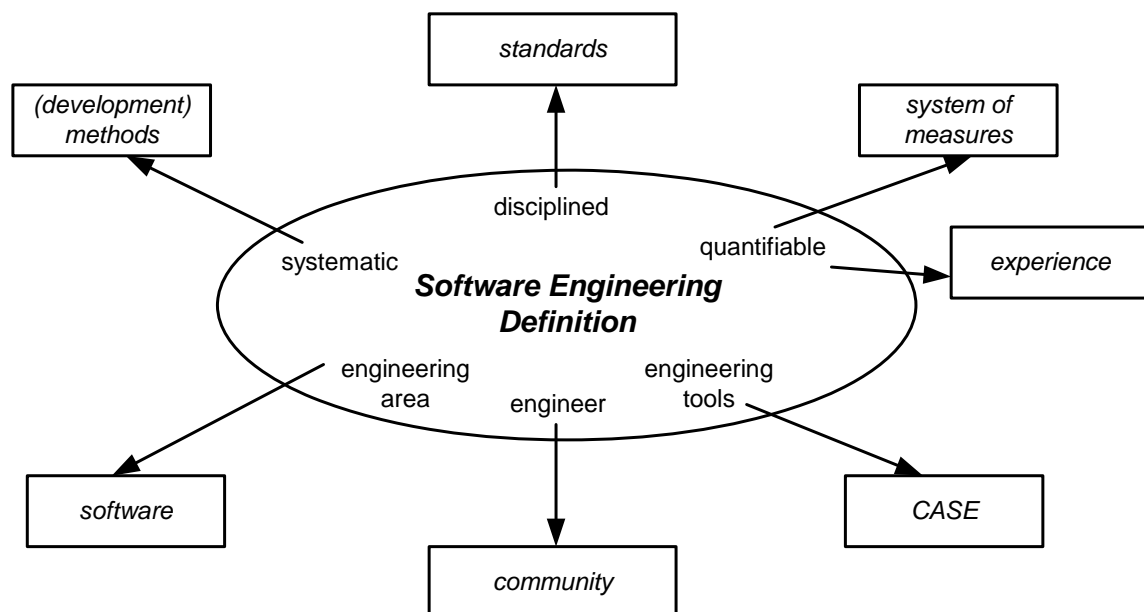 standards
(development)
methods
system of
measures
disciplined
quantifiable
systematic
experience
Software Engineering
Definition
engineering
area
engineer
engineering
tools
software
CASE
community